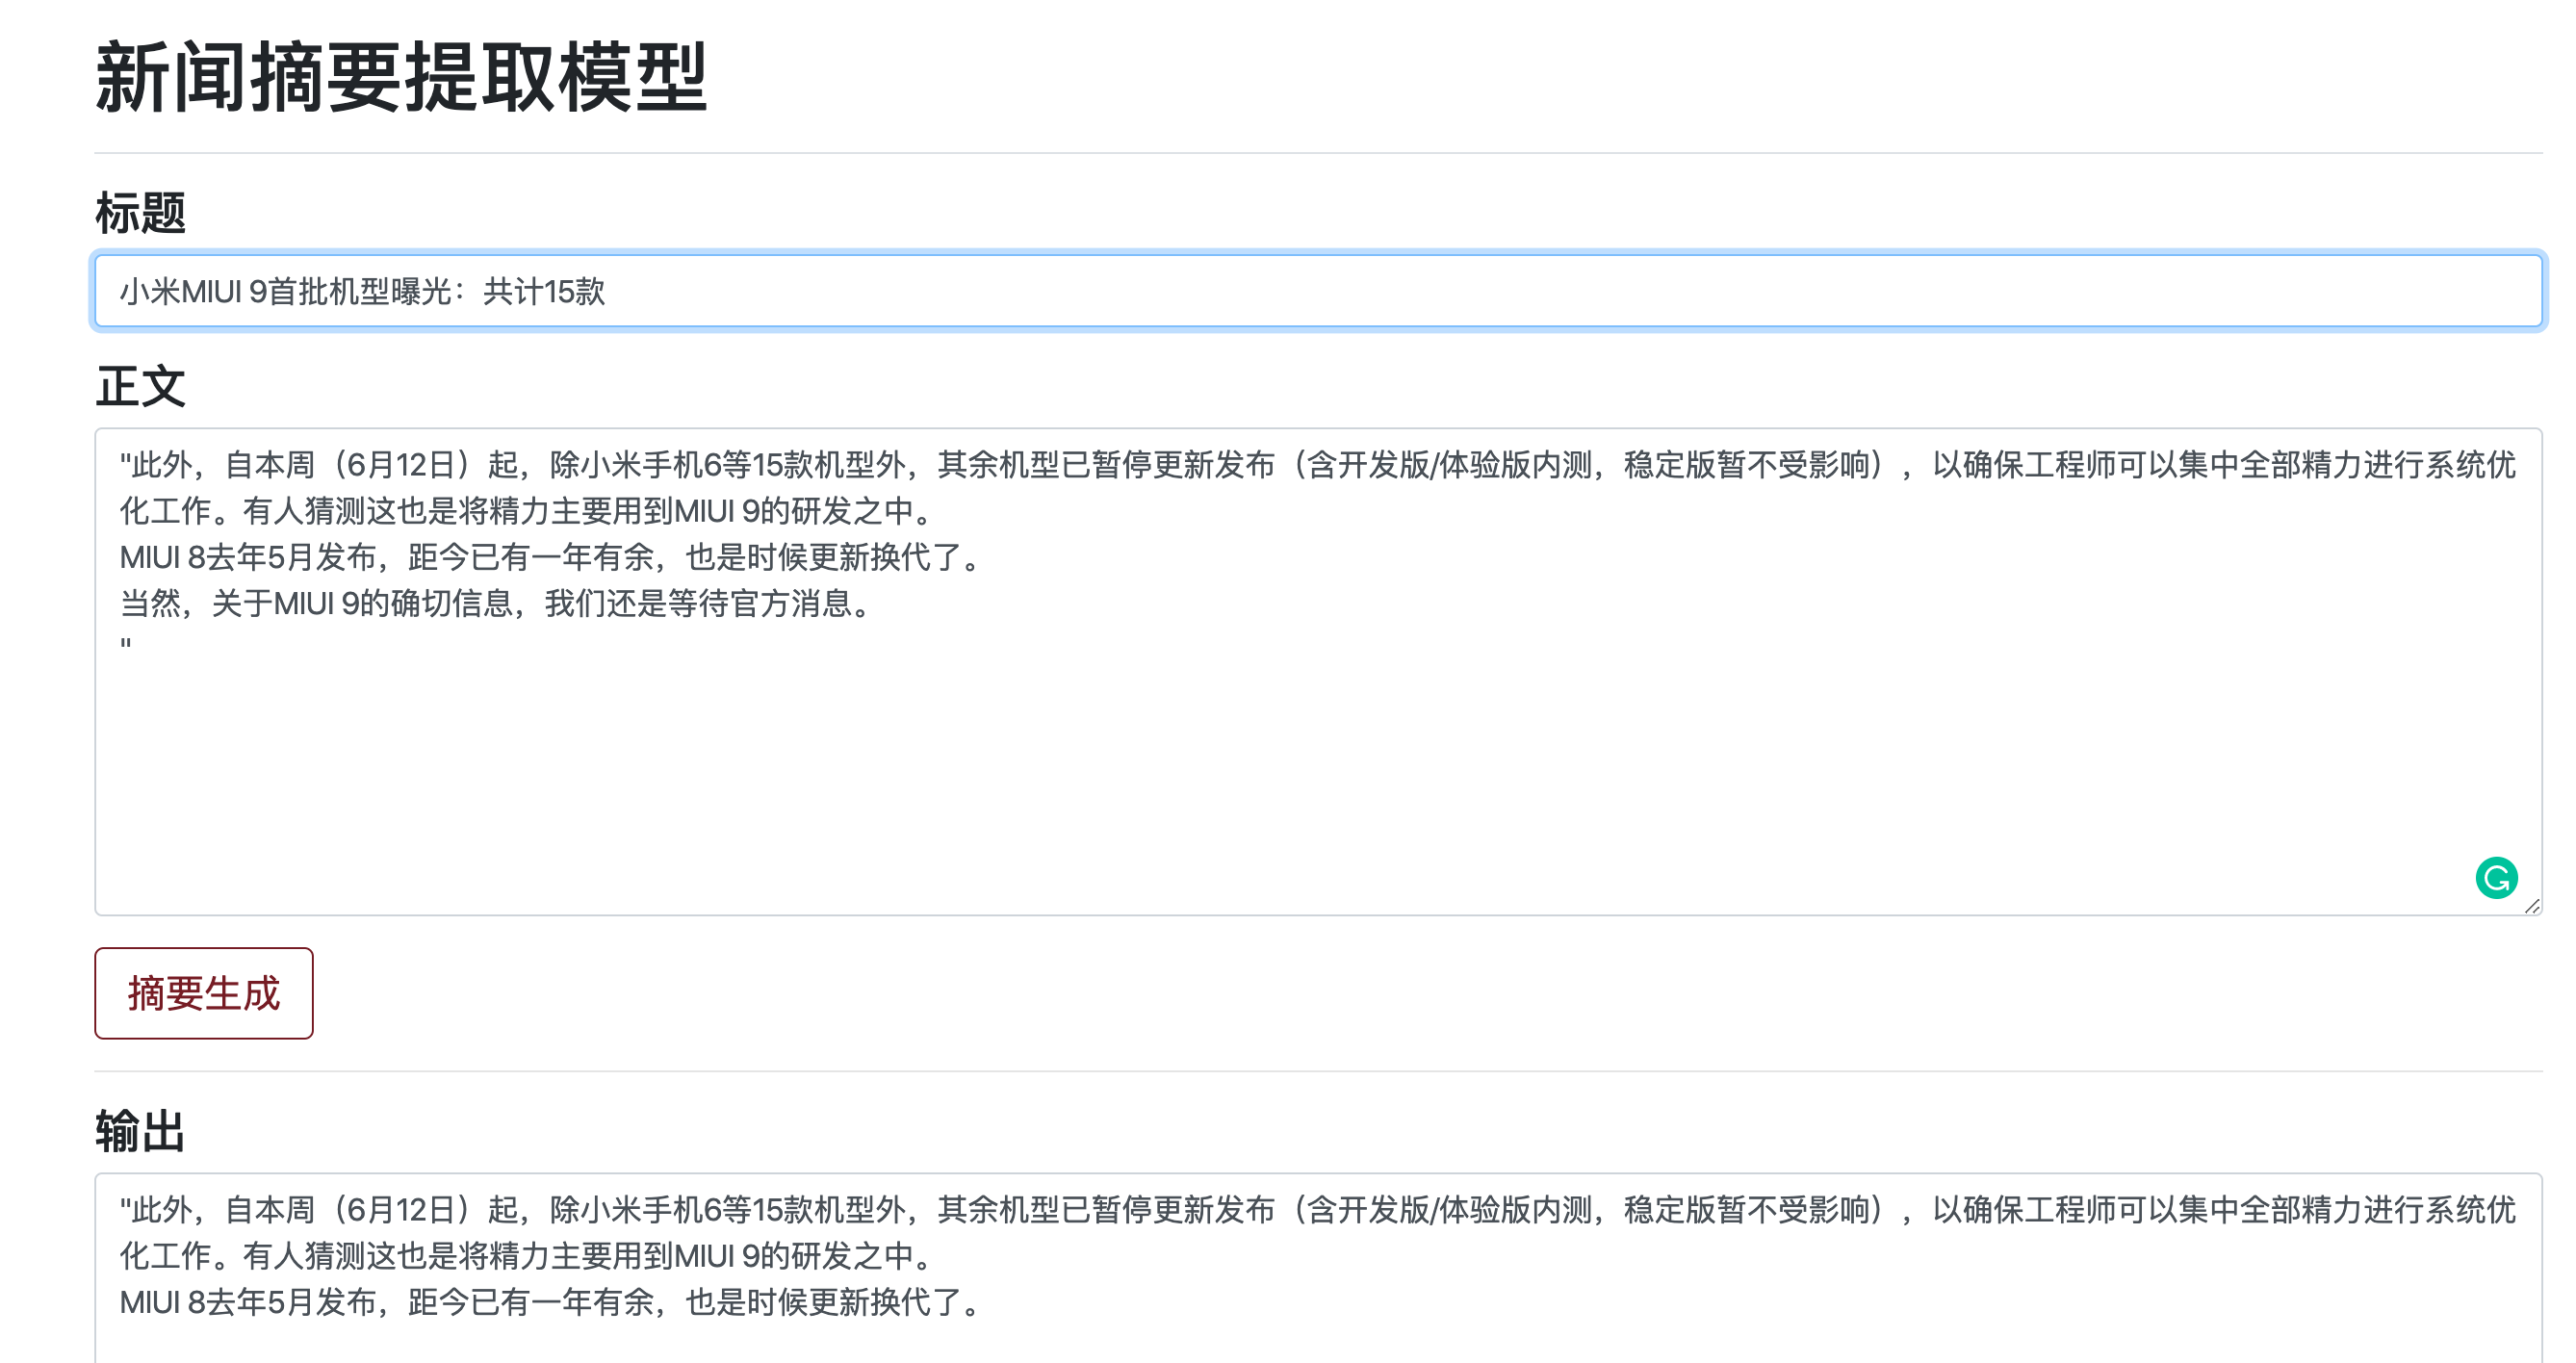 新闻摘要提取模型
标题
小米MIUI 9首批机型曝光：共计15款
正文
"此外，自本周（6月12日）起，除小米手机6等15款机型外，其余机型已暂停更新发布（含开发版/体验版内测，稳定版暂不受影响），以确保工程师可以集中全部精力进行系统优
化工作。有人猜测这也是将精力主要用到MIUI 9的研发之中。
MIUI 8去年5月发布，距今已有一年有余，也是时候更新换代了。
当然，关于MIUI 9的确切信息，我们还是等待官方消息。
"
摘要生成
输出
"此外，自本周（6月12日）起，除小米手机6等15款机型外，其余机型已暂停更新发布（含开发版/体验版内测，稳定版暂不受影响），以确保工程师可以集中全部精力进行系统优
化工作。有人猜测这也是将精力主要用到MIUI 9的研发之中。
MIUI 8去年5月发布，距今已有一年有余，也是时候更新换代了。